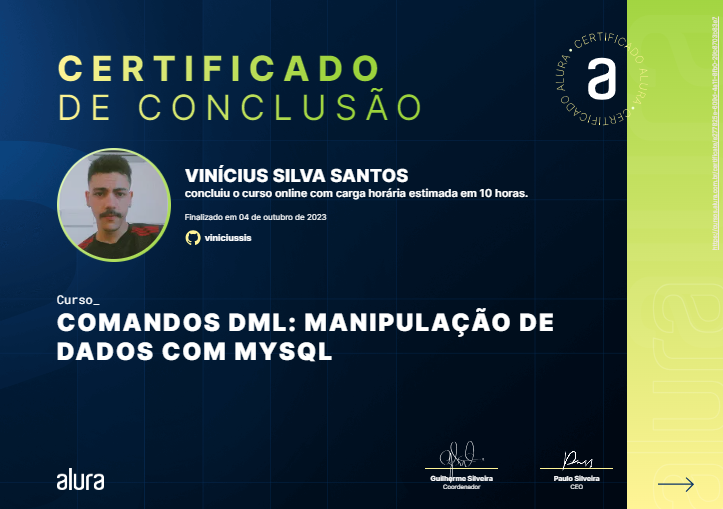 CERTIFICADO
DE CONCLUSÃO
ALURA • CERTIFICADO ALURA • CERTIFICADO
a
VINÍCIUS SILVA SANTOS
concluiu o curso online com carga horária estimada em 10 horas.
Finalizado em 04 de outubro de 2023
viniciussis
Curso_
COMANDOS DML: MANIPULAÇÃO DE
DADOS COM MYSQL
alura
Guilherme Silveira
Coordenador
Paulo Silveira
CEO
alura